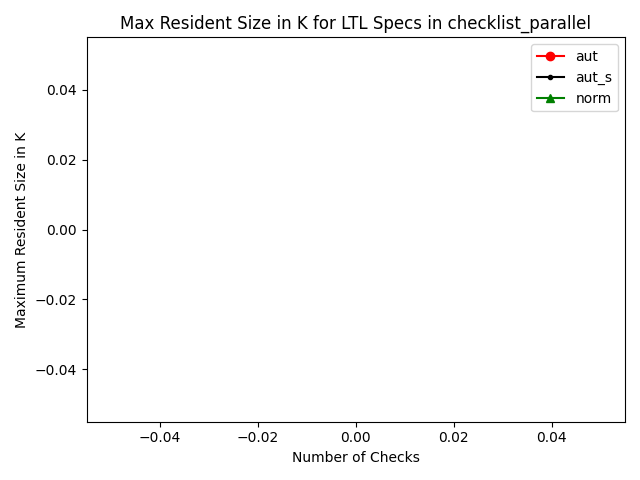 Max Resident Size in K for LTL Specs in checklist_parallel
aut
aut_s
norm
Maximum Resident Size in K
0.04
0.02
0.00
−0.02
−0.04
−0.04 −0.02 0.00 0.02 0.04
Number of Checks